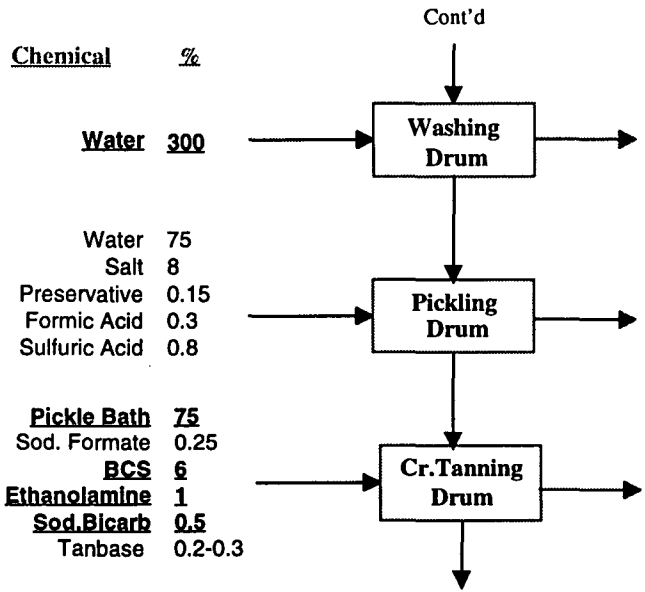 Cont'd
Chemical %
Water 300
Washing
Drum
Water 75
Salt 8
Preservative 0.15
Formic Acid 0.3
Sulfuric Acid 0.8
Pickling
Drum
Pickle Bath 75
Sod. Formate 0.25
BCS 6
Ethanolamine 1
Sod.Bicarb 0.5
Tanbase 0.2-0.3
Cr.Tanning
Drum